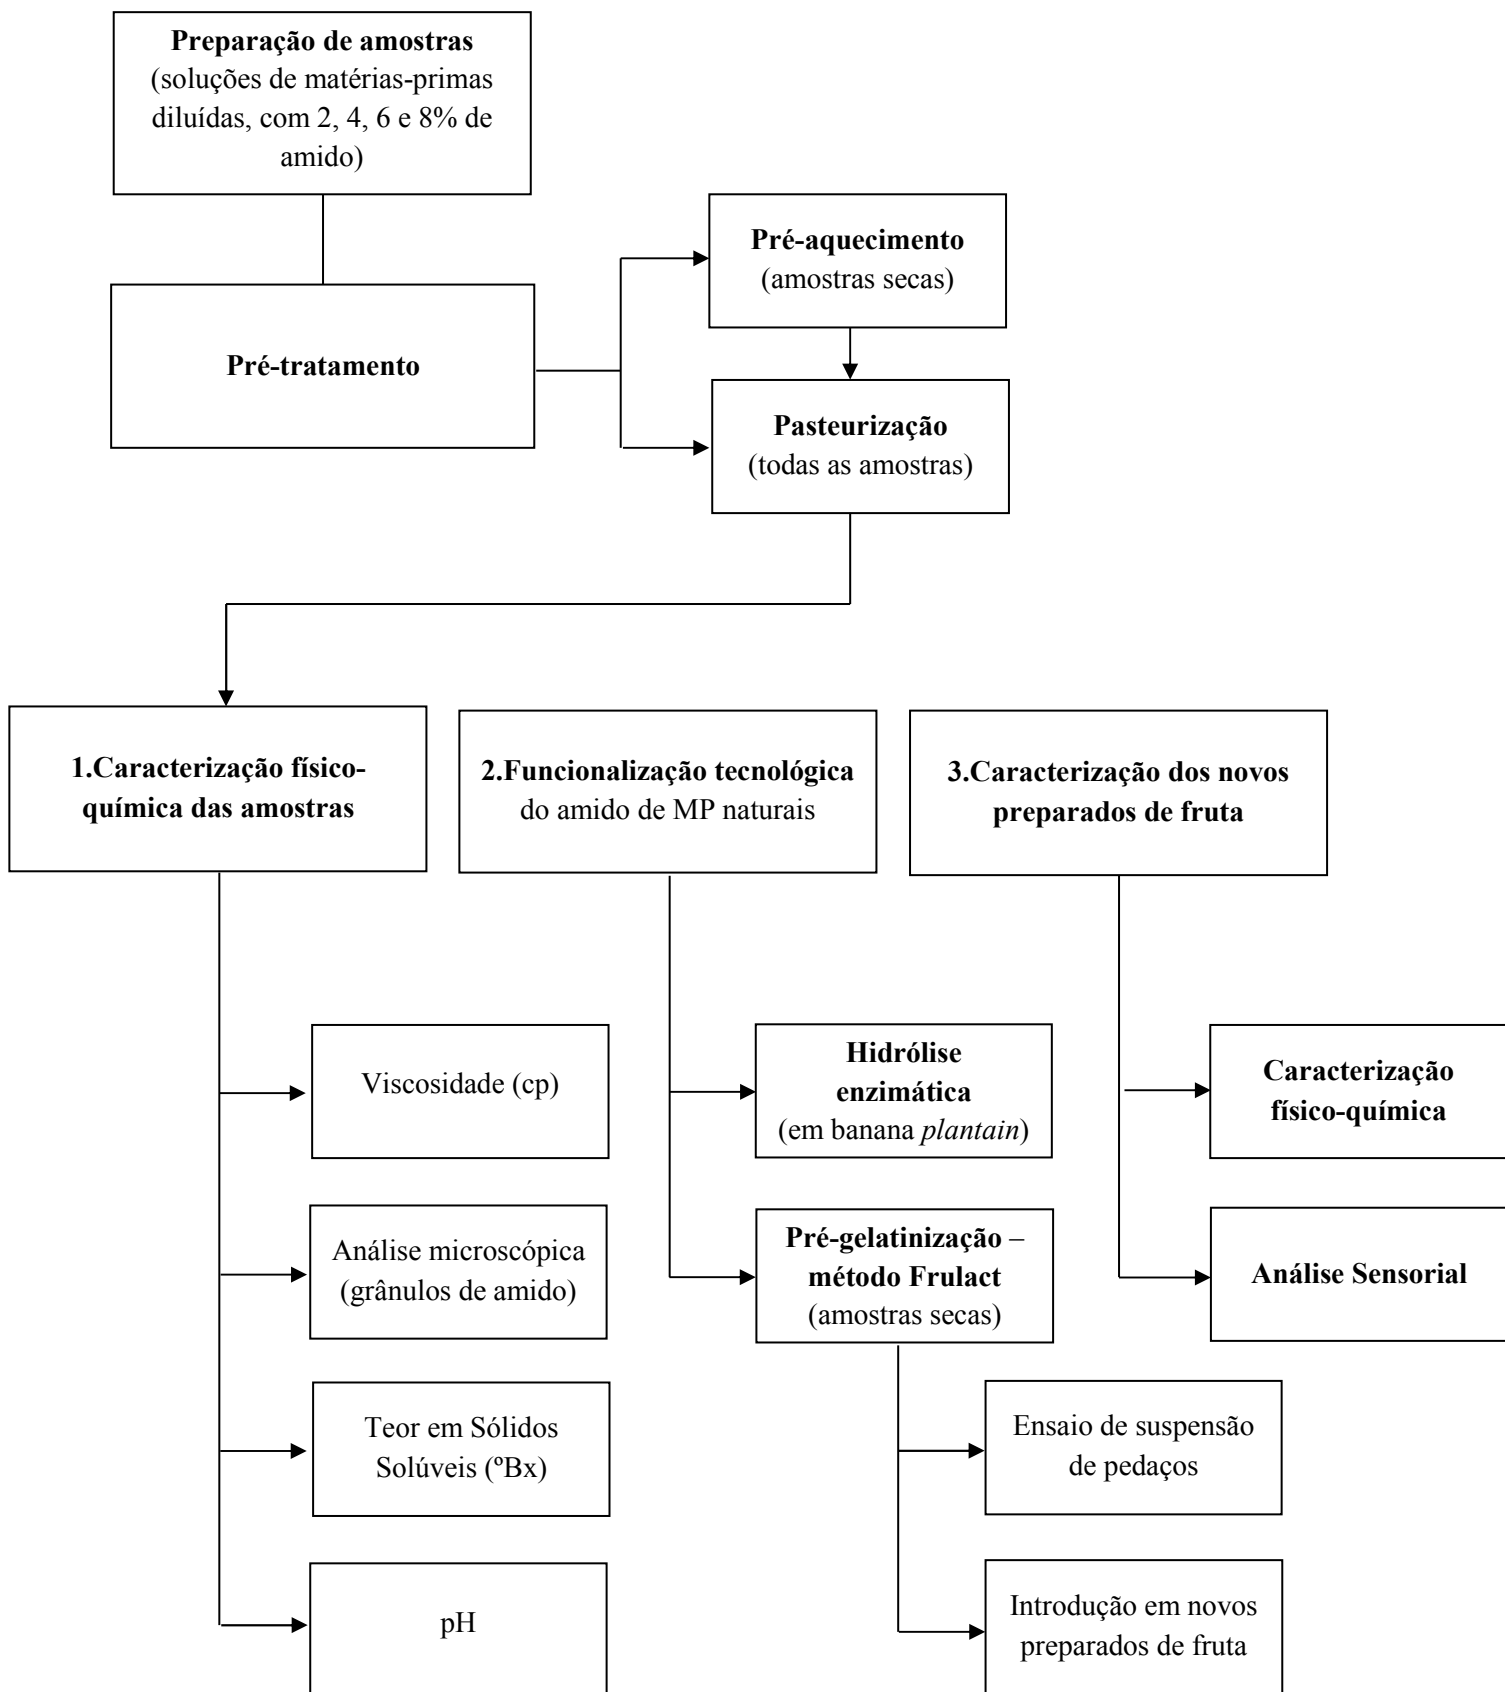 Preparação de amostras
(soluções de matérias-primas
diluídas, com 2, 4, 6 e 8% de
amido)
Pré-aquecimento
(amostras secas)
Pré-tratamento
Pasteurização
(todas as amostras)
1.Caracterização físico-
química das amostras
2.Funcionalização tecnológica
do amido de MP naturais
3.Caracterização dos novos
preparados de fruta
Viscosidade (cp)
Análise microscópica
(grânulos de amido)
Teor em Sólidos
Solúveis (ºBx)
pH
Hidrólise
enzimática
(em banana plantain)
Pré-gelatinização –
método Frulact
(amostras secas)
Ensaio de suspensão
de pedaços
Introdução em novos
preparados de fruta
Caracterização
físico-química
Análise Sensorial